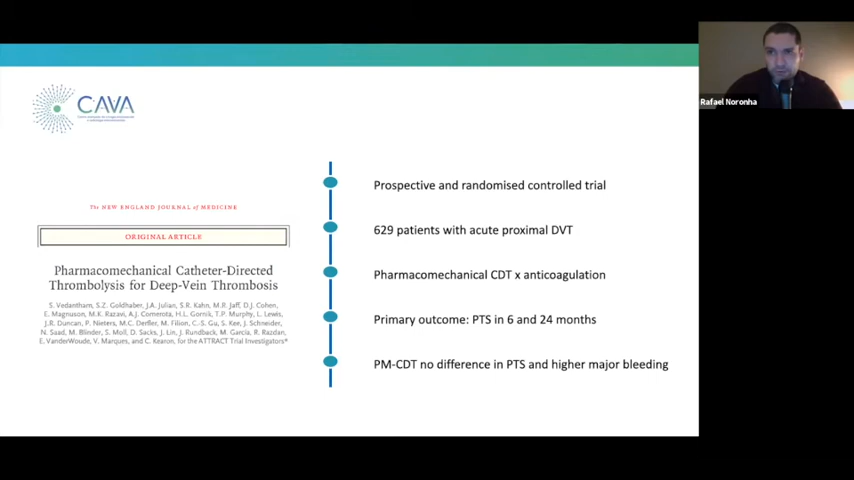 Rafael Noronha
CAVA
The NEW ENGLAND JOURNAL of MEDICINE
ORIGINAL ARTICLE
Pharmacomechanical Catheter-Directed
Thrombolysis for Deep-Vein Thrombosis
S. Vedantham, S.Z. Goldhaber, J.A. Julian, S.R. Kahn, M.R. Jaff, D.J. Cohen,
E. Magnuson, M.K. Razavi, A.J. Comerota, H.L. Gornik, T.P. Murphy, L. Lewis,
J.R. Duncan, P. Nieters, M.C. Derfler, M. Filion, C.-S. Gu, S. Kee, J. Schneider,
N. Saad, M. Blinder, S. Moll, D. Sacks, J. Lin, J. Rundback, M. Garcia, R. Razdan,
E. VanderWoude, V. Marques, and C. Kearon, for the ATTRACT Trial Investigators*
Prospective and randomised controlled trial
629 patients with acute proximal DVT
Pharmacomechanical CDT x anticoagulation
Primary outcome: PTS in 6 and 24 months
PM-CDT no difference in PTS and higher major bleeding